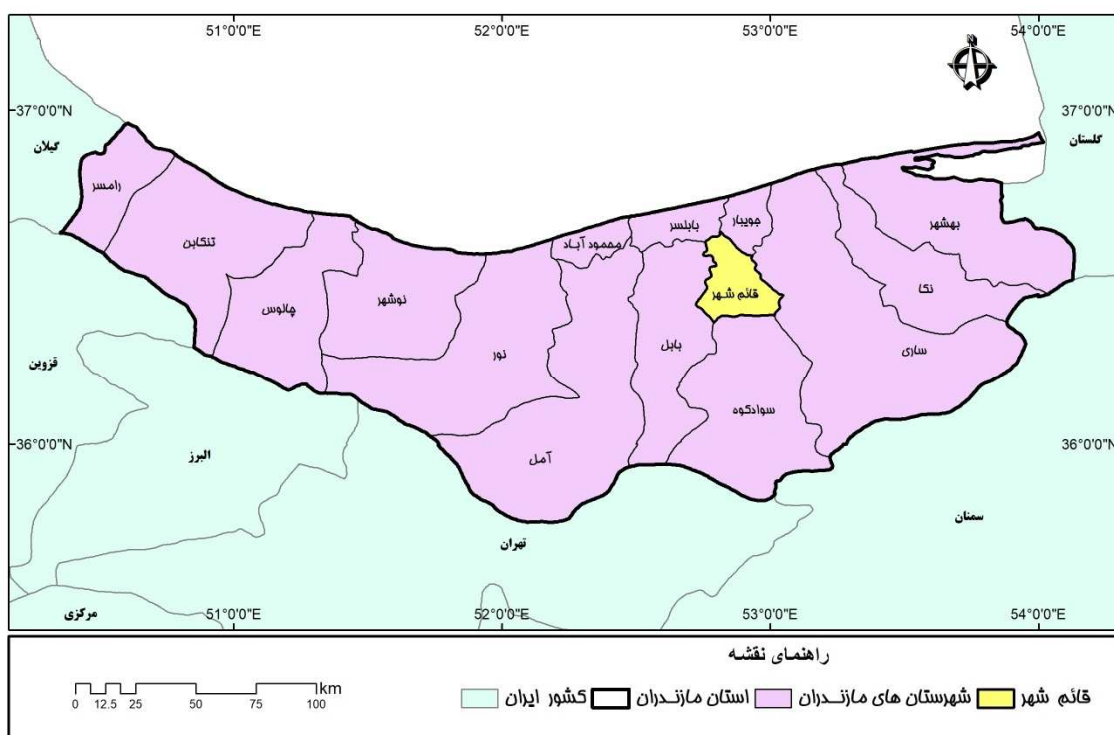 51°0'0"E 52°0'0"E 53°0'0"E 54°0'0"E
N
37°0'0"N 37°0'0"N
گیلان
گلستان
رامسر
تنکابن
چالوس
نوشهر
نور
محمود آباد
آمل
بابلسر
بابل
جویبار
قائم شهر
سوادکوه
ساری
نکا
بهشهر
قزوین
36°0'0"N 36°0'0"N
البرز
سمنان
تهران
مرکزی
51°0'0"E 52°0'0"E 53°0'0"E 54°0'0"E
راهنمای نقشه
قائم شهر شهرستان های مازندران استان مازندران کشور ایران
km
0 12.5 25 50 75 100